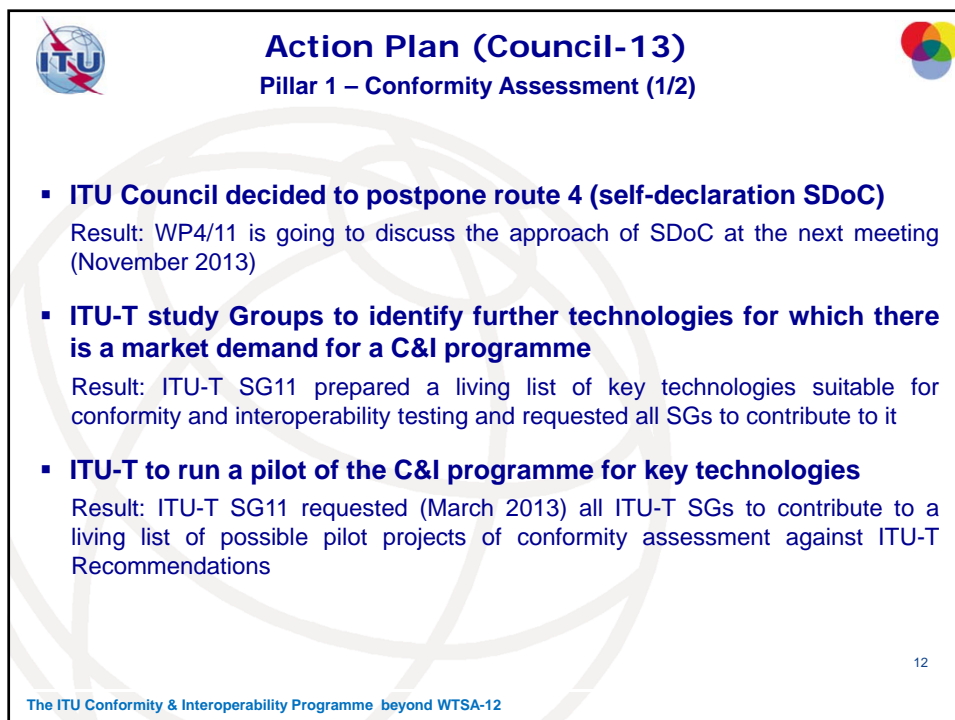 ITU
Action Plan (Council-13)
Pillar 1 – Conformity Assessment (1/2)
▪ ITU Council decided to postpone route 4 (self-declaration SDoC)
Result: WP4/11 is going to discuss the approach of SDoC at the next meeting
(November 2013)
▪ ITU-T study Groups to identify further technologies for which there
is a market demand for a C&I programme
Result: ITU-T SG11 prepared a living list of key technologies suitable for
conformity and interoperability testing and requested all SGs to contribute to it
▪ ITU-T to run a pilot of the C&I programme for key technologies
Result: ITU-T SG11 requested (March 2013) all ITU-T SGs to contribute to a
living list of possible pilot projects of conformity assessment against ITU-T
Recommendations
12
The ITU Conformity & Interoperability Programme beyond WTSA-12